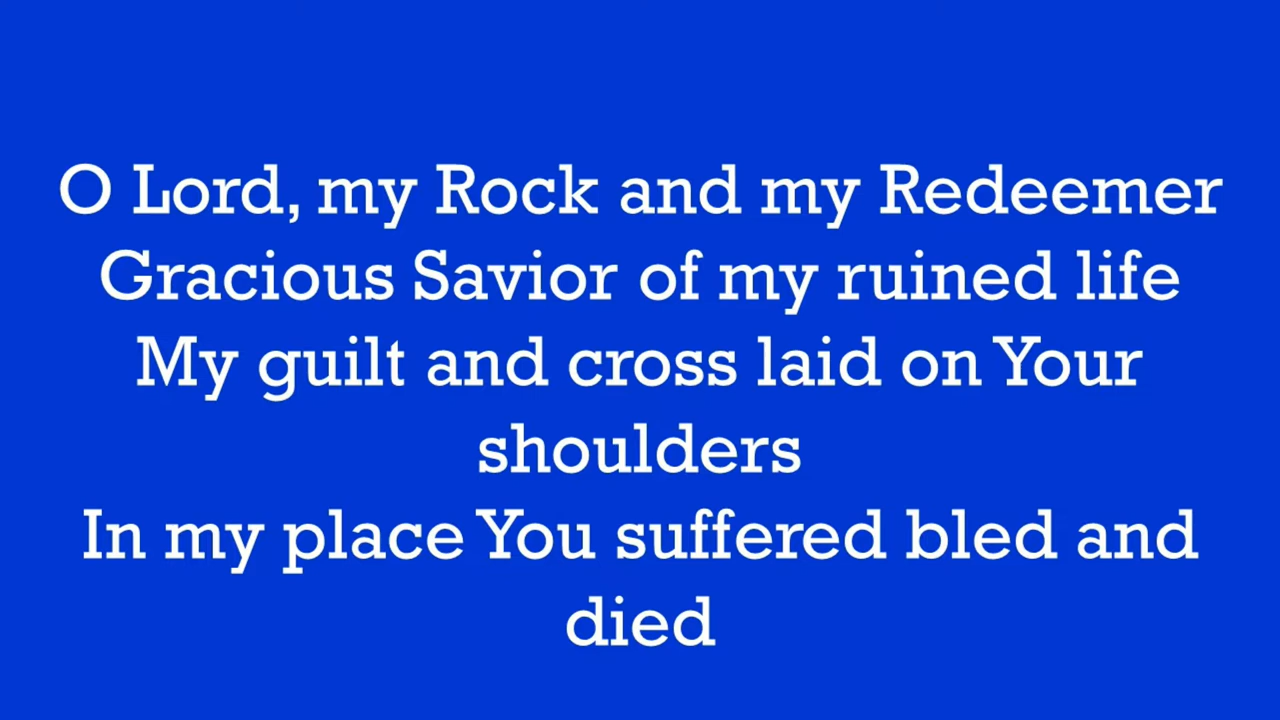 O Lord, my Rock and my Redeemer
Gracious Savior of my ruined life
My guilt and cross laid on Your
shoulders
In my place You suffered bled and
died